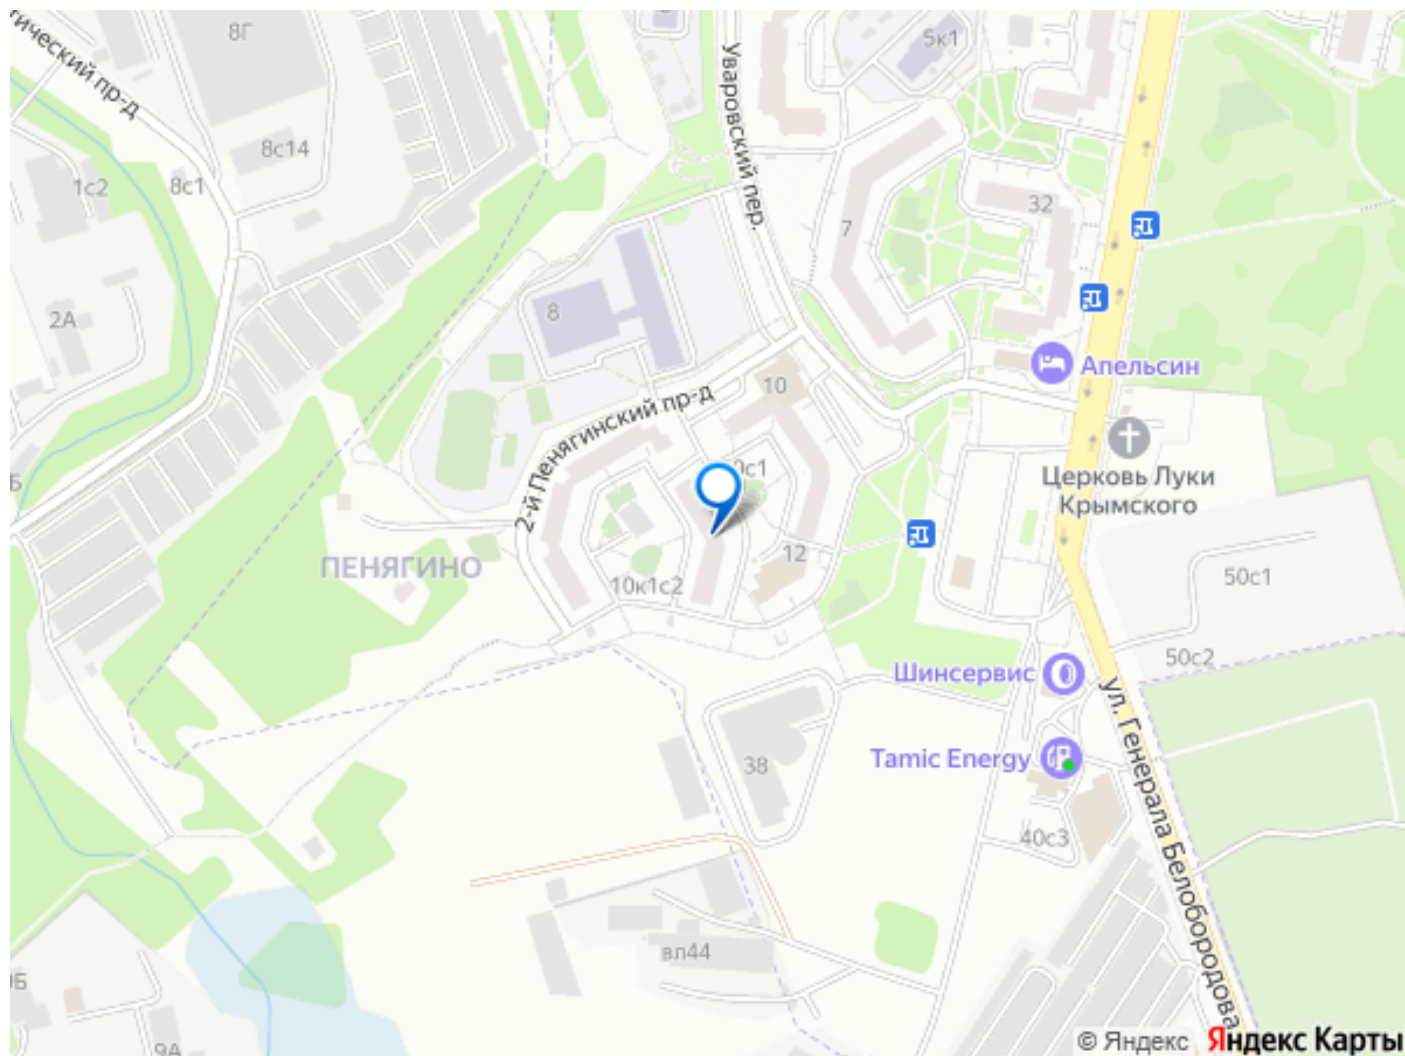 8Г
5к1
тический пр-д
Уваровский пер.
8с14
1с2
8с1
32
7
2А
8
Апельсин
10
2-й Пенягинский пр-д
0с1
Церковь Луки
Крымского
12
ПЕНЯГИНО
10к1с2
50с1
50с2
Шинсервис
ул. Генерала Белобородова
Tamic Energy
38
40с3
вл44
9А
© Яндекс
Яндекс Карты